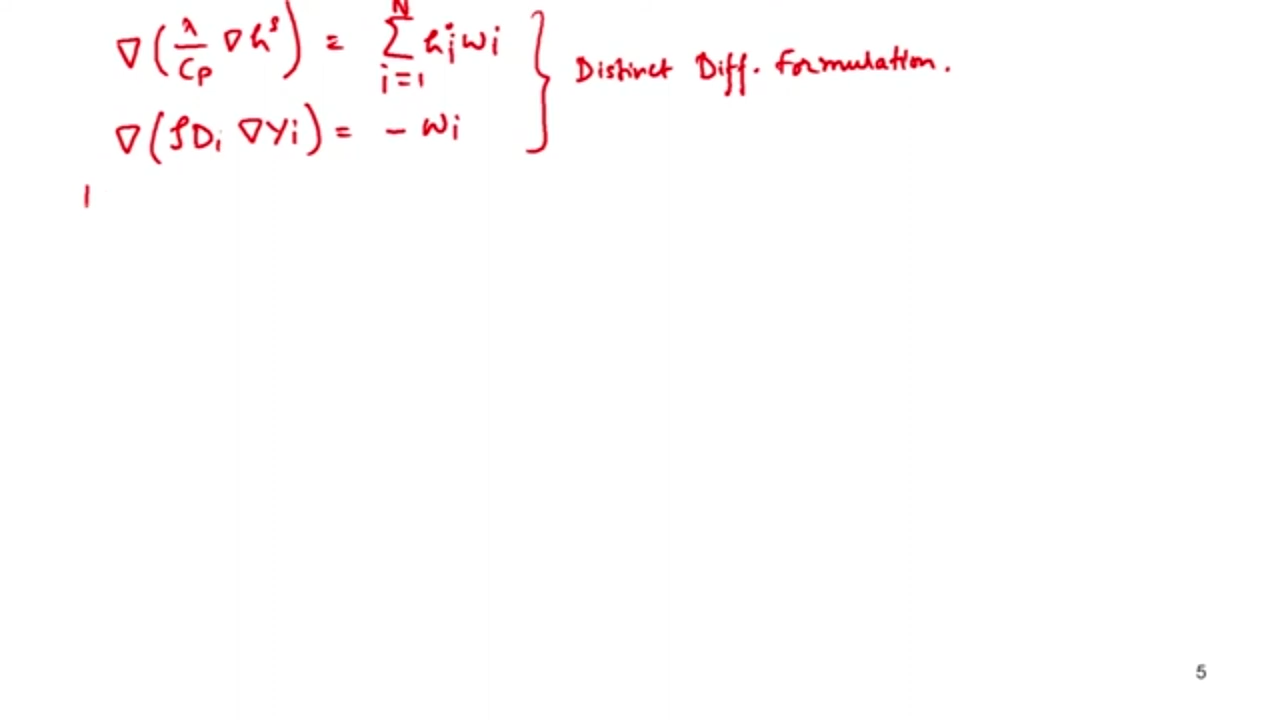 ∇(λ/Cp ∇h^s) = Σ_{i=1}^{N} h_i w_i } Distinct Diff. Formulation.
∇(ρD_i ∇Y_i) = - w_i
I
5